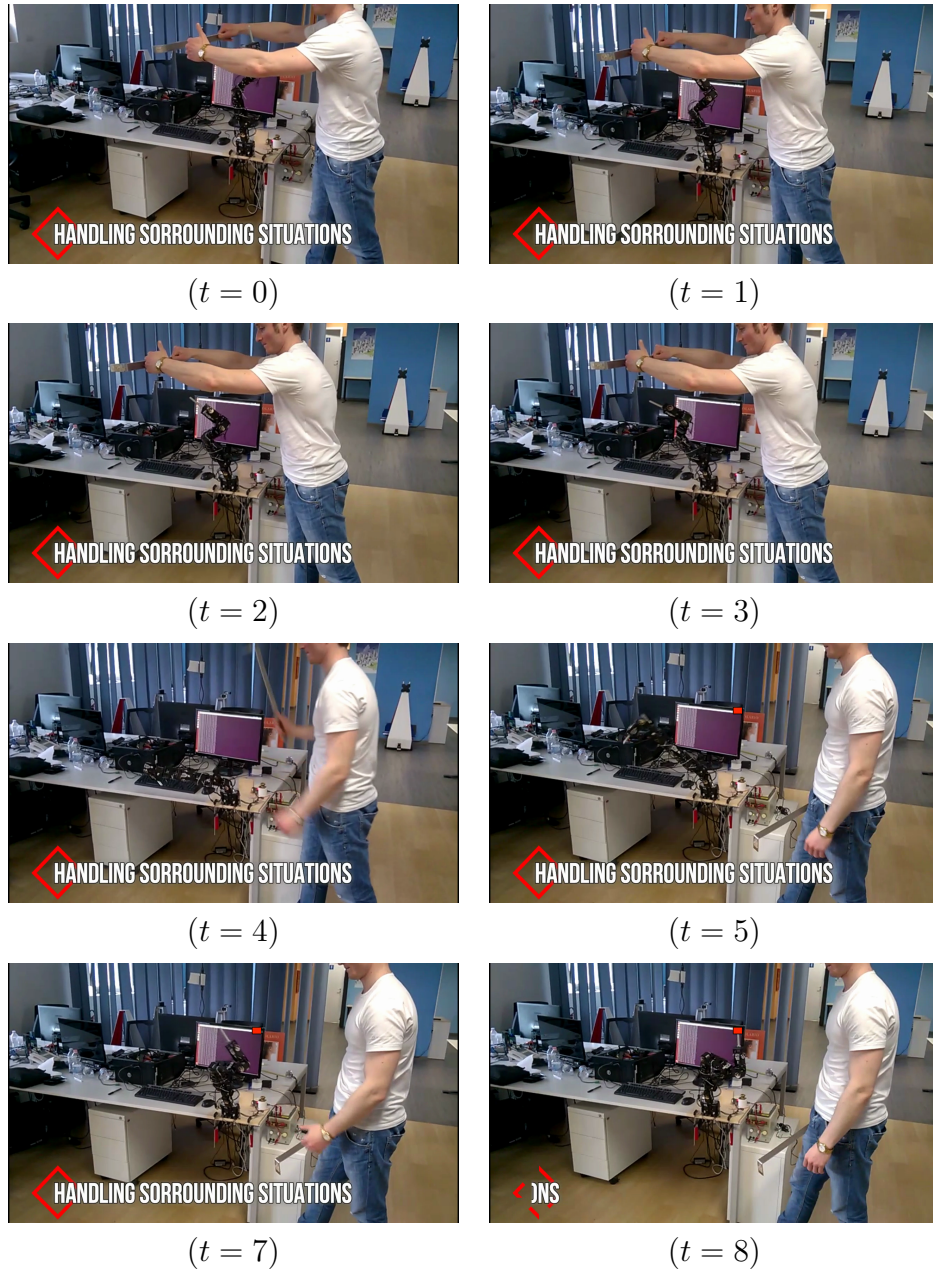 HANDLING SORROUNDING SITUATIONS
HANDLING SORROUNDING SITUATIONS
(t = 0)
(t = 1)
HANDLING SORROUNDING SITUATIONS
HANDLING SORROUNDING SITUATIONS
(t = 2)
(t = 3)
HANDLING SORROUNDING SITUATIONS
HANDLING SORROUNDING SITUATIONS
(t = 4)
(t = 5)
HANDLING SORROUNDING SITUATIONS
ONS
(t = 7)
(t = 8)